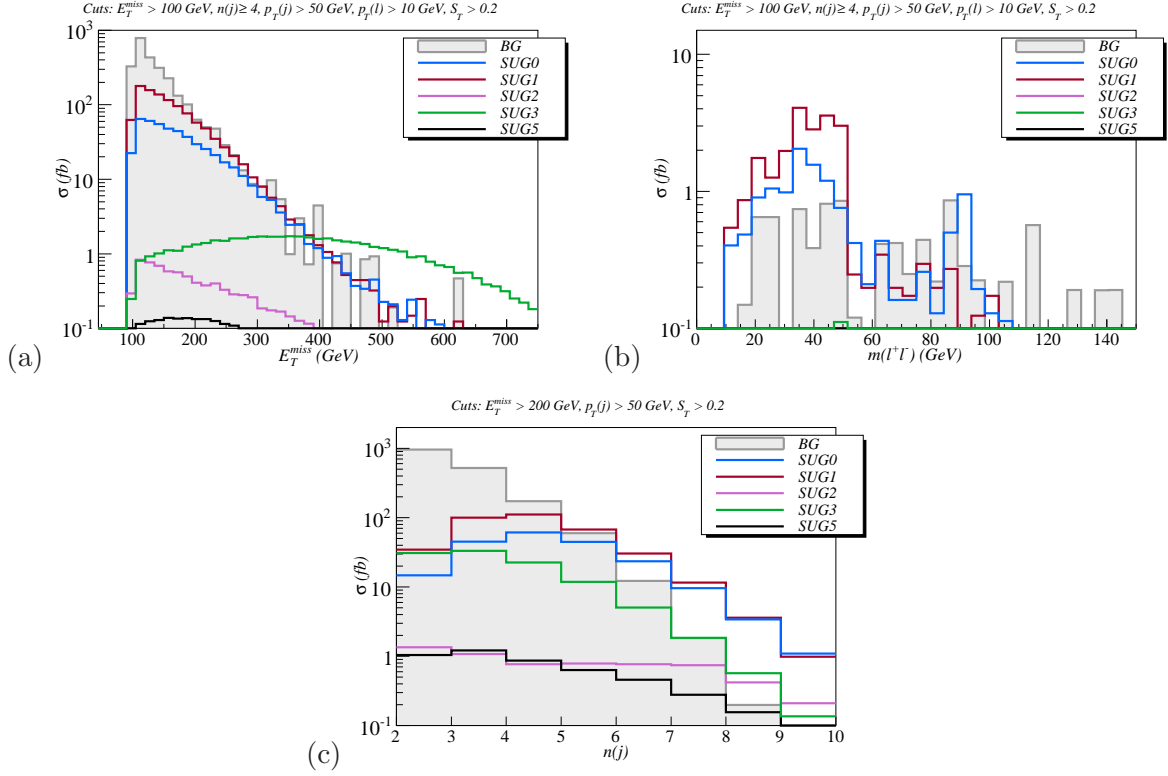 Cuts: E_T^miss > 100 GeV, n(j)≥ 4, p_T(j) > 50 GeV, p_T(l) > 10 GeV, S_T > 0.2
σ (fb)
10^3
10^2
10
1
10^-1
BG
SUG0
SUG1
SUG2
SUG3
SUG5
100 200 300 400 500 600 700
E_T^miss (GeV)
(a)
Cuts: E_T^miss > 100 GeV, n(j)≥ 4, p_T(j) > 50 GeV, p_T(l) > 10 GeV, S_T > 0.2
σ (fb)
10
1
10^-1
BG
SUG0
SUG1
SUG2
SUG3
SUG5
0 20 40 60 80 100 120 140
m(l^+l^-) (GeV)
(b)
Cuts: E_T^miss > 200 GeV, p_T(j) > 50 GeV, S_T > 0.2
σ (fb)
10^3
10^2
10
1
10^-1
BG
SUG0
SUG1
SUG2
SUG3
SUG5
2 3 4 5 6 7 8 9 10
n(j)
(c)